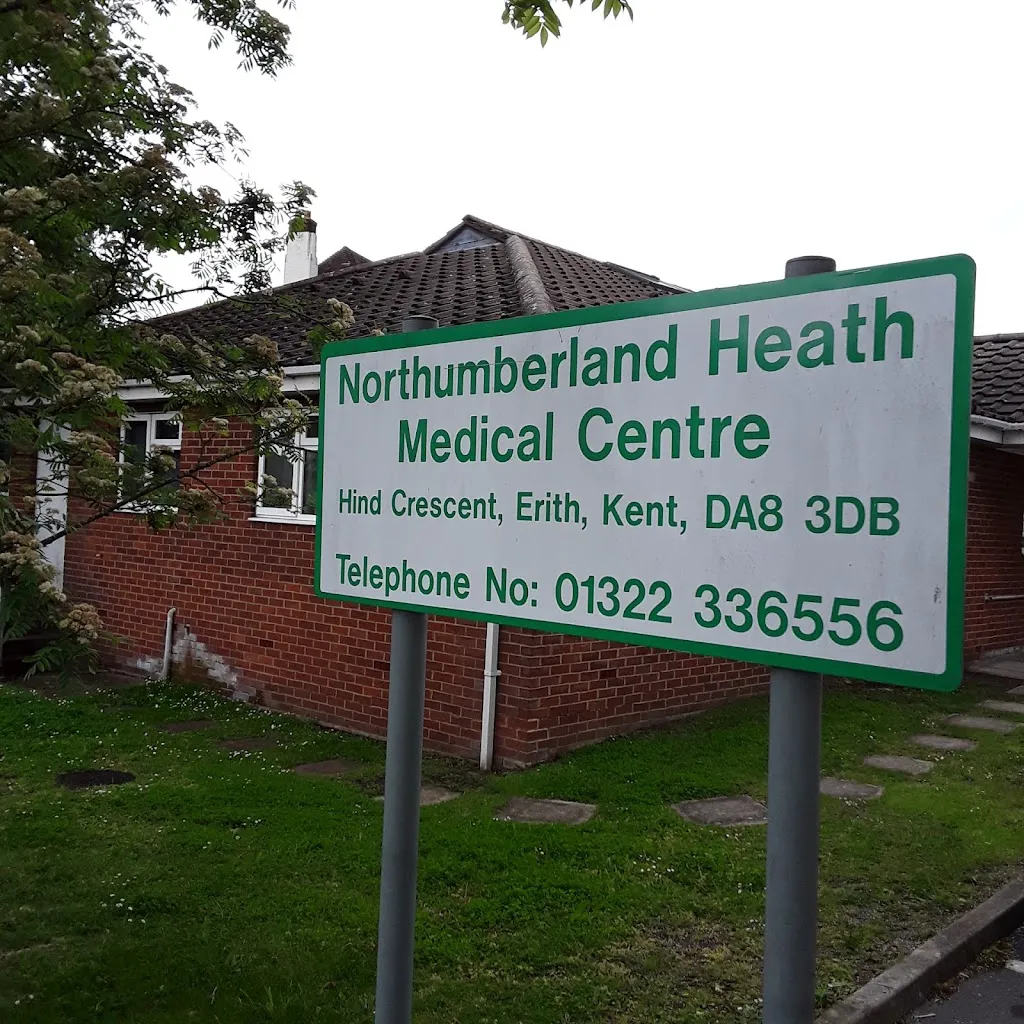 Northumberland Heath
Medical Centre
Hind Crescent, Erith, Kent, DA8 3DB
Telephone No: 01322 336556